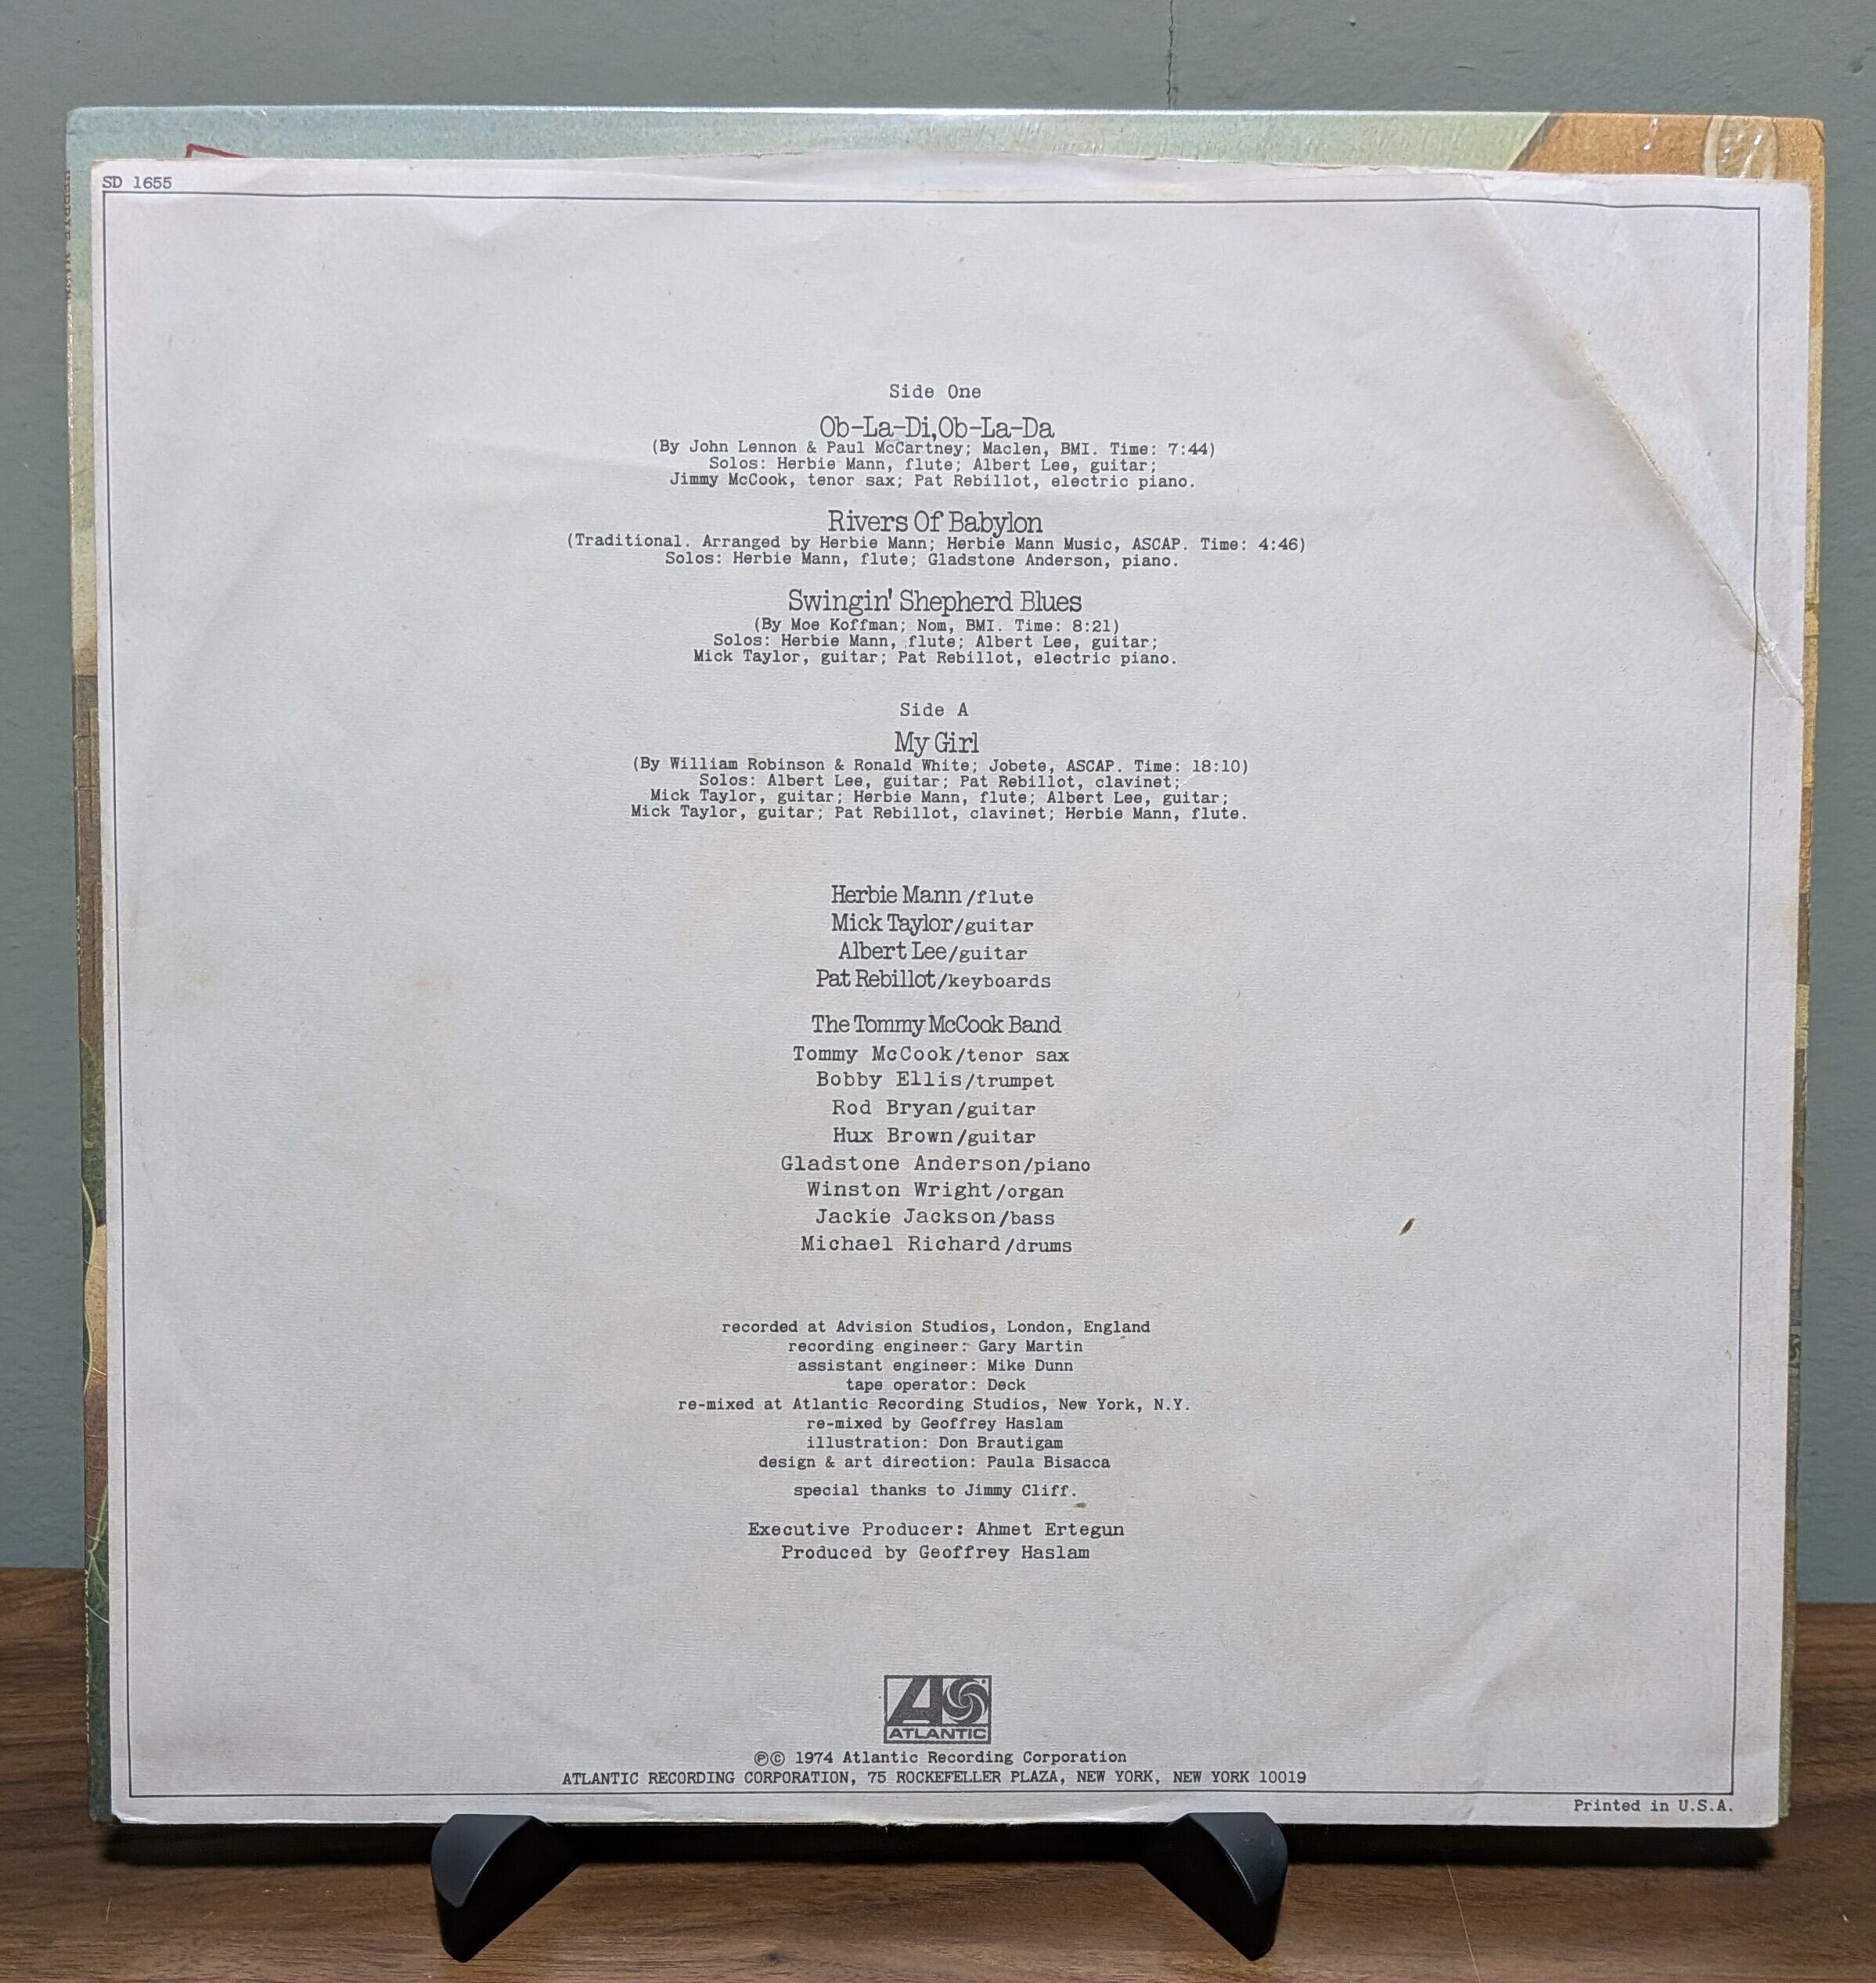 SD 1655
Side One
Ob-La-Di,Ob-La-Da
(By John Lennon & Paul McCartney; Maclen, BMI. Time: 7:44)
Solos: Herbie Mann, flute; Albert Lee, guitar;
Jimmy McCook, tenor sax; Pat Rebillot, electric piano.
Rivers Of Babylon
(Traditional. Arranged by Herbie Mann; Herbie Mann Music, ASCAP. Time: 4:46)
Solos: Herbie Mann, flute; Gladstone Anderson, piano.
Swingin' Shepherd Blues
(By Moe Koffman; Nom, BMI. Time: 8:21)
Solos: Herbie Mann, flute; Albert Lee, guitar;
Mick Taylor, guitar; Pat Rebillot, electric piano.
Side A
My Girl
(By William Robinson & Ronald White; Jobete, ASCAP. Time: 18:10)
Solos: Albert Lee, guitar; Pat Rebillot, clavinet;
Mick Taylor, guitar; Herbie Mann, flute; Albert Lee, guitar;
Mick Taylor, guitar; Pat Rebillot, clavinet; Herbie Mann, flute.
Herbie Mann/flute
Mick Taylor/guitar
Albert Lee/guitar
Pat Rebillot/keyboards
The Tommy McCook Band
Tommy McCook/tenor sax
Bobby Ellis/trumpet
Rod Bryan/guitar
Hux Brown/guitar
Gladstone Anderson/piano
Winston Wright/organ
Jackie Jackson/bass
Michael Richard/drums
recorded at Advision Studios, London, England
recording engineer: Gary Martin
assistant engineer: Mike Dunn
tape operator: Deck
re-mixed at Atlantic Recording Studios, New York, N.Y.
re-mixed by Geoffrey Haslam
illustration: Don Brautigam
design & art direction: Paula Bisacca
special thanks to Jimmy Cliff.
Executive Producer: Ahmet Ertegun
Produced by Geoffrey Haslam
ATLANTIC
℗© 1974 Atlantic Recording Corporation
ATLANTIC RECORDING CORPORATION, 75 ROCKEFELLER PLAZA, NEW YORK, NEW YORK 10019
Printed in U.S.A.